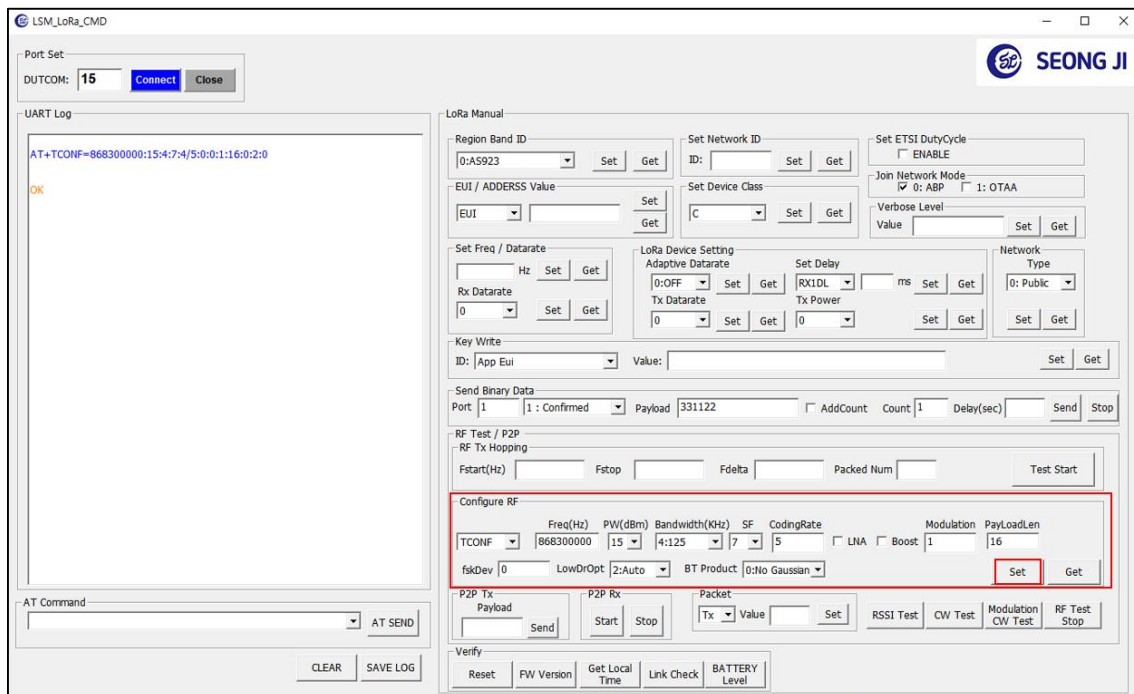 LSM_LoRa_CMD
Port Set
DUTCOM: 15 Connect Close
SEONG JI
UART Log
AT+TCONF=868300000:15:4:7:4/5:0:0:1:16:0:2:0
OK
AT Command
AT SEND
CLEAR SAVE LOG
LoRa Manual
Region Band ID
0:AS923 Set Get
Set Network ID
ID: Set Get
Set ETSI DutyCycle
ENABLE
Join Network Mode
0: ABP 1: OTAA
EUI / ADDERSS Value
EUI Set
Get
Set Device Class
C Set Get
Verbose Level
Value Set Get
Set Freq / Datarate
Hz Set Get
Rx Datarate
0 Set Get
LoRa Device Setting
Adaptive Datarate Set Delay
0:OFF Set Get RX1DL ms Set Get
Tx Datarate Tx Power
0 Set Get 0 Set Get
Network
Type
0: Public
Set Get
Key Write
ID: App Eui Value: Set Get
Send Binary Data
Port 1 1 : Confirmed Payload 331122 AddCount Count 1 Delay(sec) Send Stop
RF Test / P2P
RF Tx Hopping
Fstart(Hz) Fstop Fdelta Packed Num Test Start
Configure RF
Freq(Hz) PW(dBm) Bandwidth(KHz) SF CodingRate Modulation PayLoadLen
TCONF 868300000 15 4:125 7 5 LNA Boost 1 16
fskDev 0 LowDrOpt 2:Auto BT Product 0:No Gaussian Set Get
P2P Tx
Payload
Send
P2P Rx
Start Stop
Packet
Tx Value Set
RSSI Test CW Test Modulation CW Test RF Test Stop
Verify
Reset FW Version Get Local Time Link Check BATTERY Level